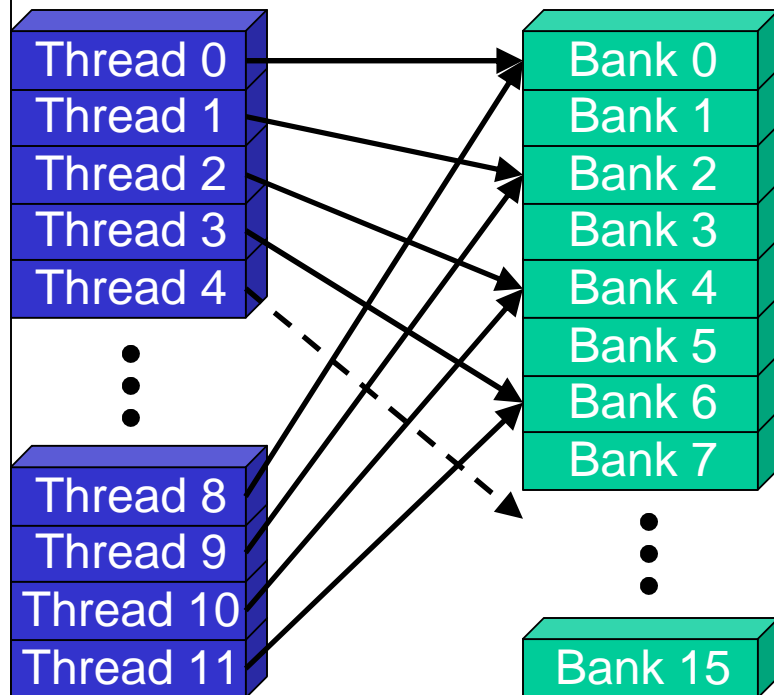 Thread 0
Thread 1
Thread 2
Thread 3
Thread 4
Thread 8
Thread 9
Thread 10
Thread 11
Bank 0
Bank 1
Bank 2
Bank 3
Bank 4
Bank 5
Bank 6
Bank 7
Bank 15